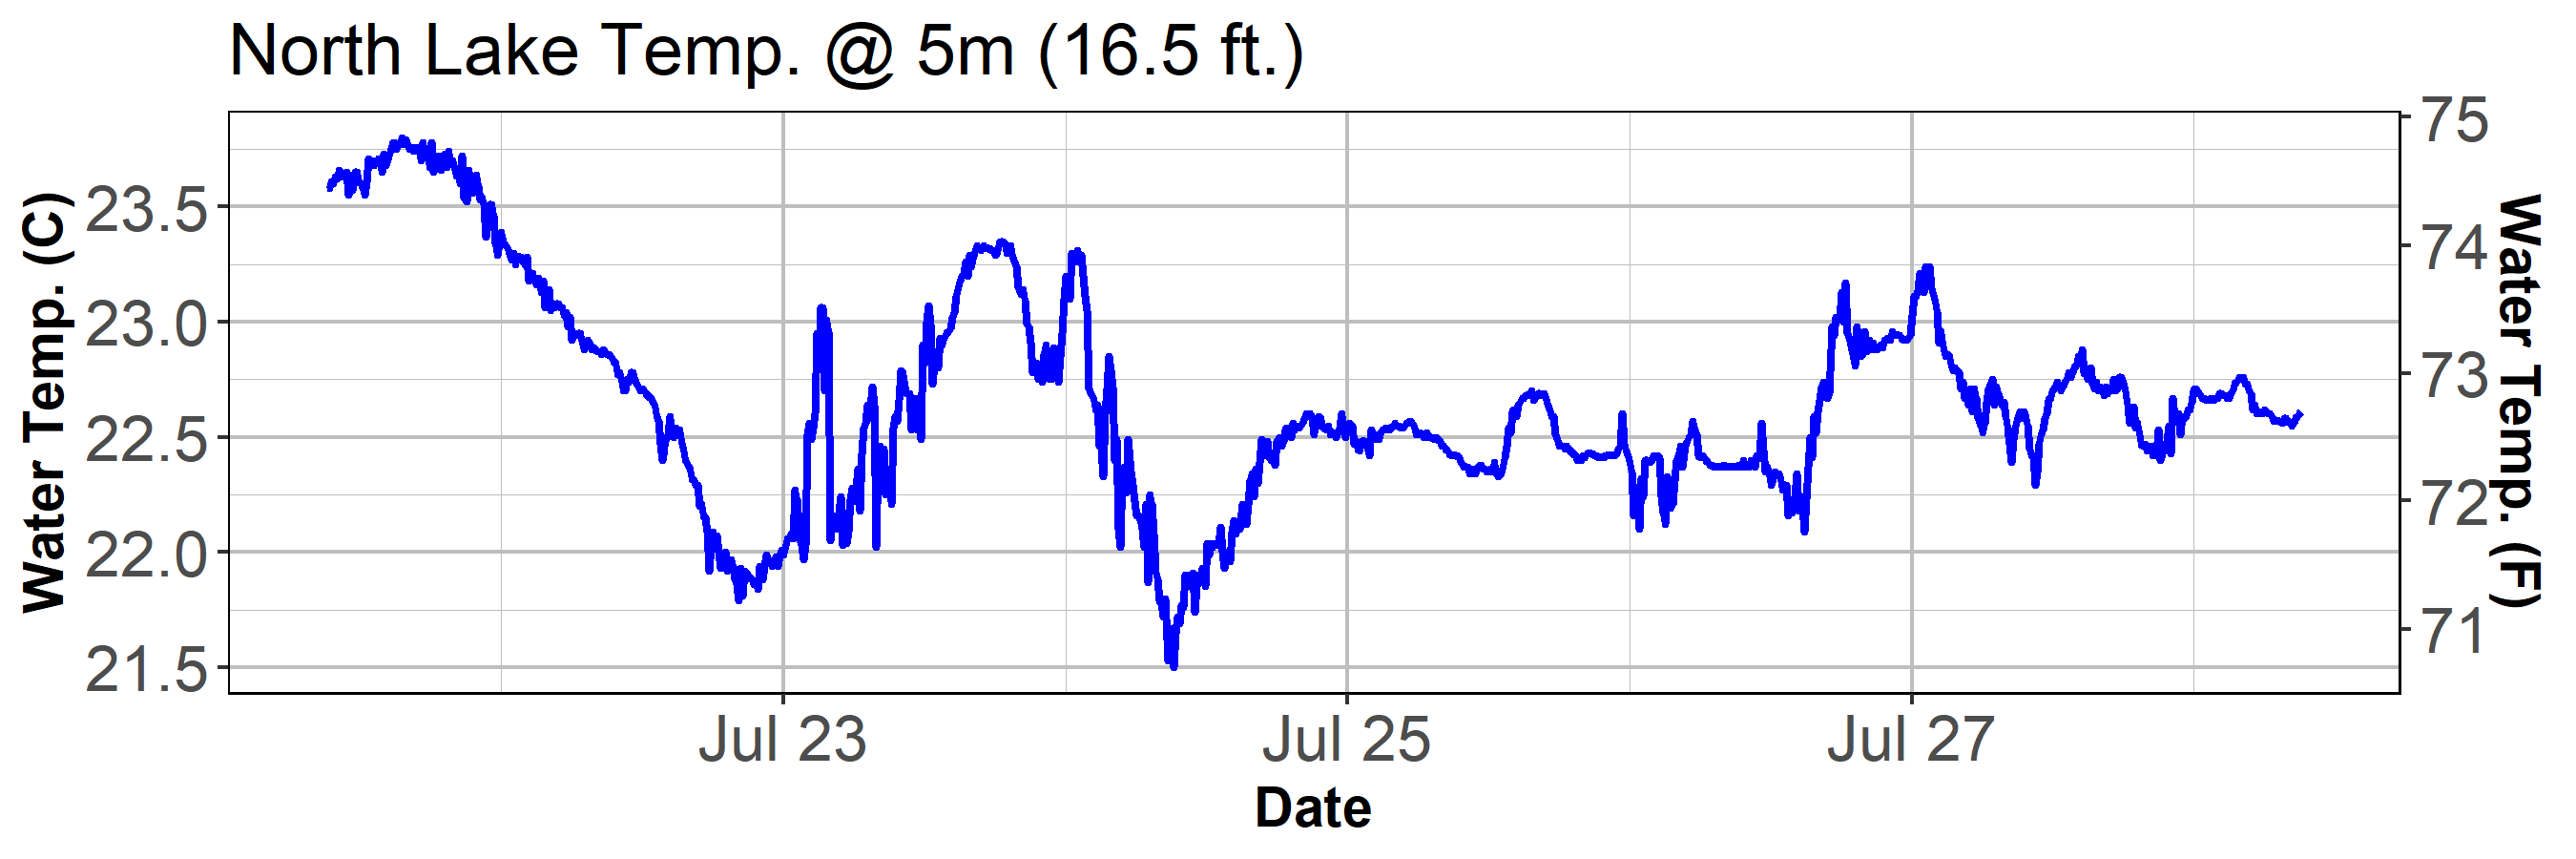 North Lake Temp. @ 5m (16.5 ft.)
Water Temp. (C)
23.5
23.0
22.5
22.0
21.5
75
74
73
72
71
Water Temp. (F)
Jul 23 Jul 25 Jul 27
Date